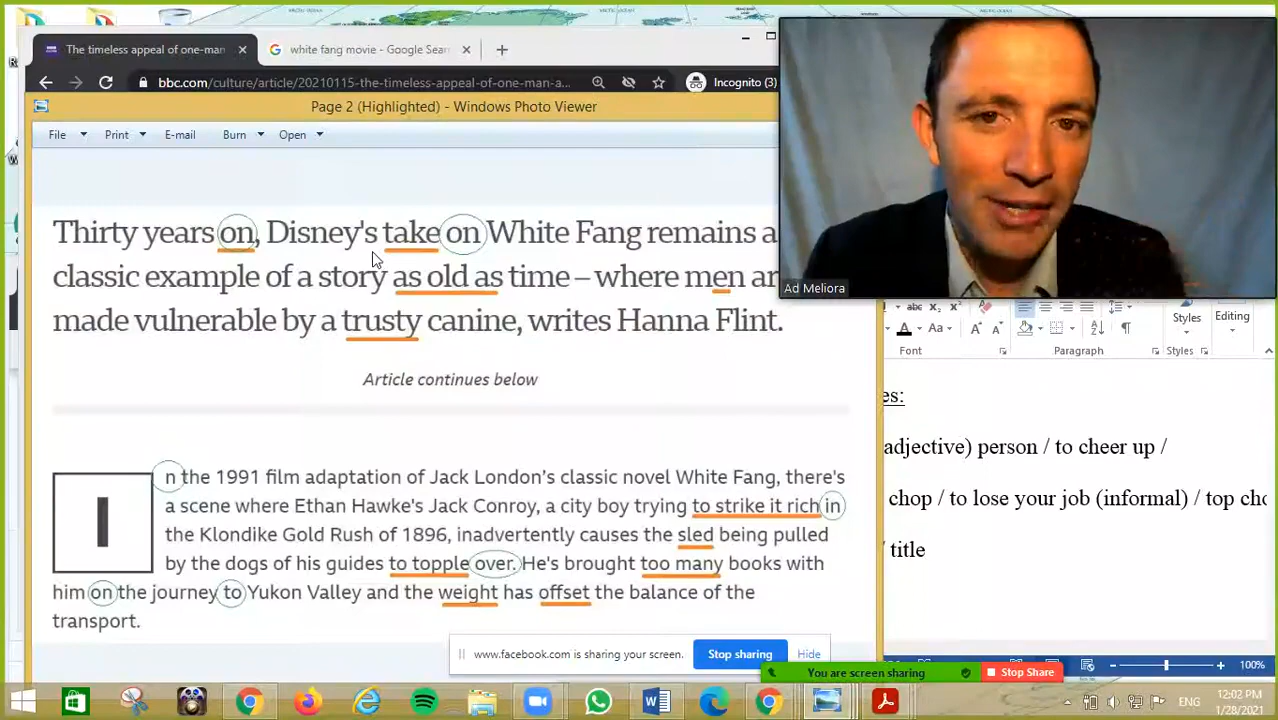 The timeless appeal of one-man
white fang movie - Google Sear
bbc.com/culture/article/20210115-the-timeless-appeal-of-one-man-a...
Incognito (3)
Page 2 (Highlighted) - Windows Photo Viewer
File Print E-mail Burn Open
Thirty years on, Disney's take on White Fang remains a
classic example of a story as old as time – where men ar
made vulnerable by a trusty canine, writes Hanna Flint.
Article continues below
In the 1991 film adaptation of Jack London's classic novel White Fang, there's
a scene where Ethan Hawke's Jack Conroy, a city boy trying to strike it rich in
the Klondike Gold Rush of 1896, inadvertently causes the sled being pulled
by the dogs of his guides to topple over. He's brought too many books with
him on the journey to Yukon Valley and the weight has offset the balance of the
transport.
Ad Meliora
abc
A Aa A A
Styles Editing
Font Paragraph Styles
es:
adjective) person / to cheer up /
chop / to lose your job (informal) / top cho
/ title
www.facebook.com is sharing your screen. Stop sharing Hide
100%
You are screen sharing Stop Share
ENG
12:02 PM
1/28/2021